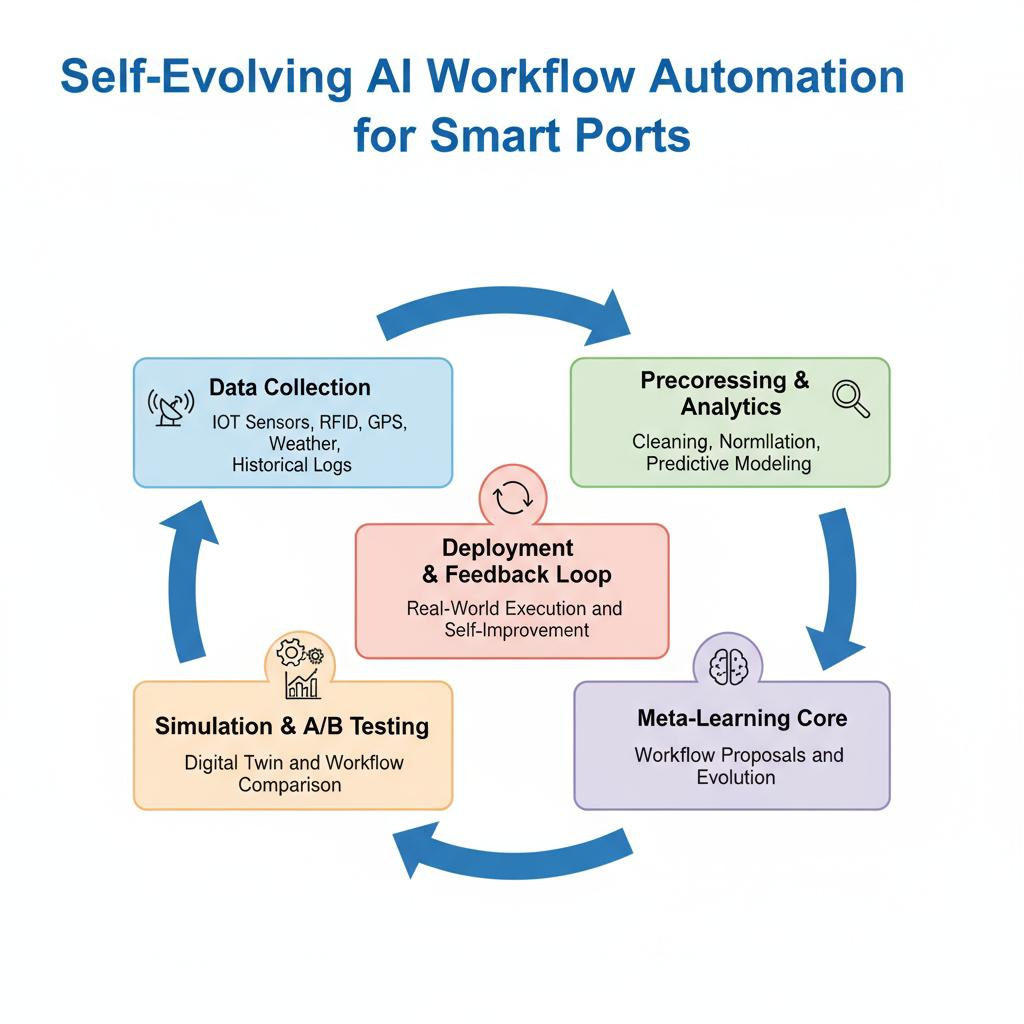 Self-Evolving AI Workflow Automation
for Smart Ports
Data Collection
IOT Sensors, RFID, GPS,
Weather,
Historical Logs
Precoressing &
Analytics
Cleaning, Normllation,
Predictive Modeling
Deployment
& Feedback Loop
Real-World Execution and
Self-Improvement
Simulation & A/B Testing
Digital Twin and Workflow
Comparison
Meta-Learning Core
Workflow Proposals and
Evolution